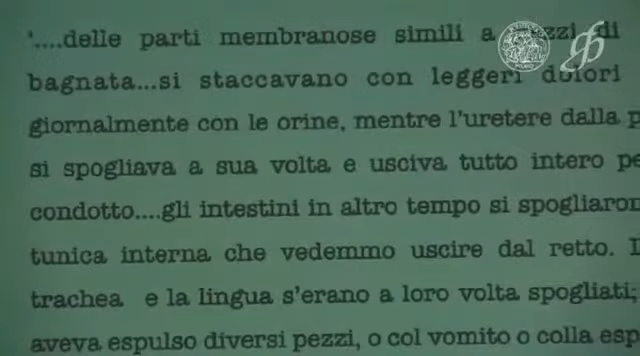 '....delle parti membranose simili a di
bagnata...si staccavano con leggeri dolori
giornalmente con le orine, mentre l'uretere dalla
si spogliava a sua volta e usciva tutto intero
condotto....gli intestini in altro tempo si
tunica interna che vedemmo uscire dal retto.
trachea e la lingua s'erano a loro volta spogliati;
aveva espulso diversi pezzi, o col vomito o colla